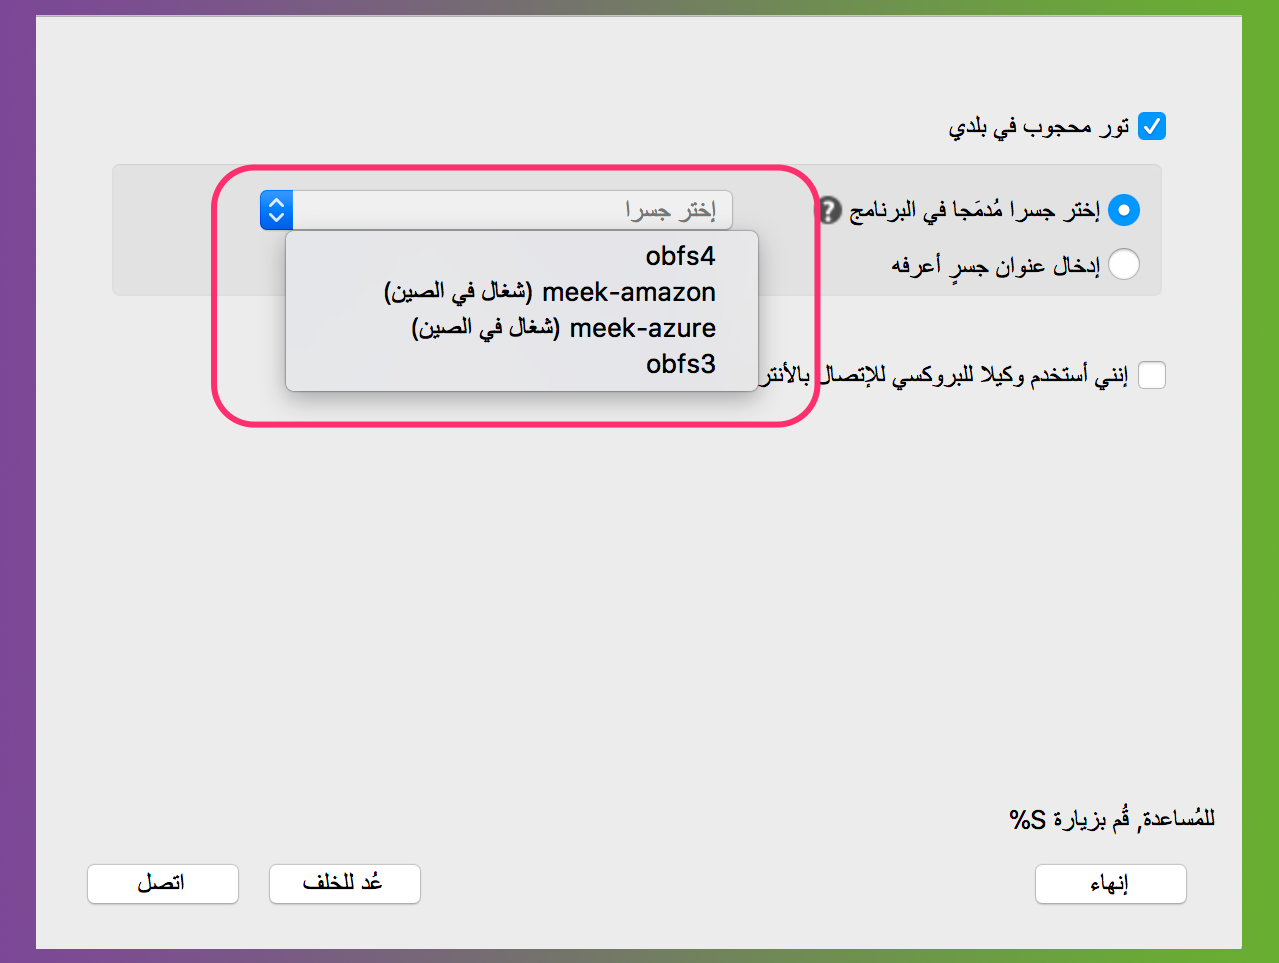 تور محجوب في بلدي
إختر جسرا مُدمَجا في البرنامج ?
إختر جسرا
obfs4
meek-amazon (شغال في الصين)
meek-azure (شغال في الصين)
obfs3
إدخال عنوان جسرٍ أعرفه
إنني أستخدم وكيلا للبروكسي للإتصال
للمُساعدة, قُم بزيارة %S
إنهاء
عُد للخلف
اتصل